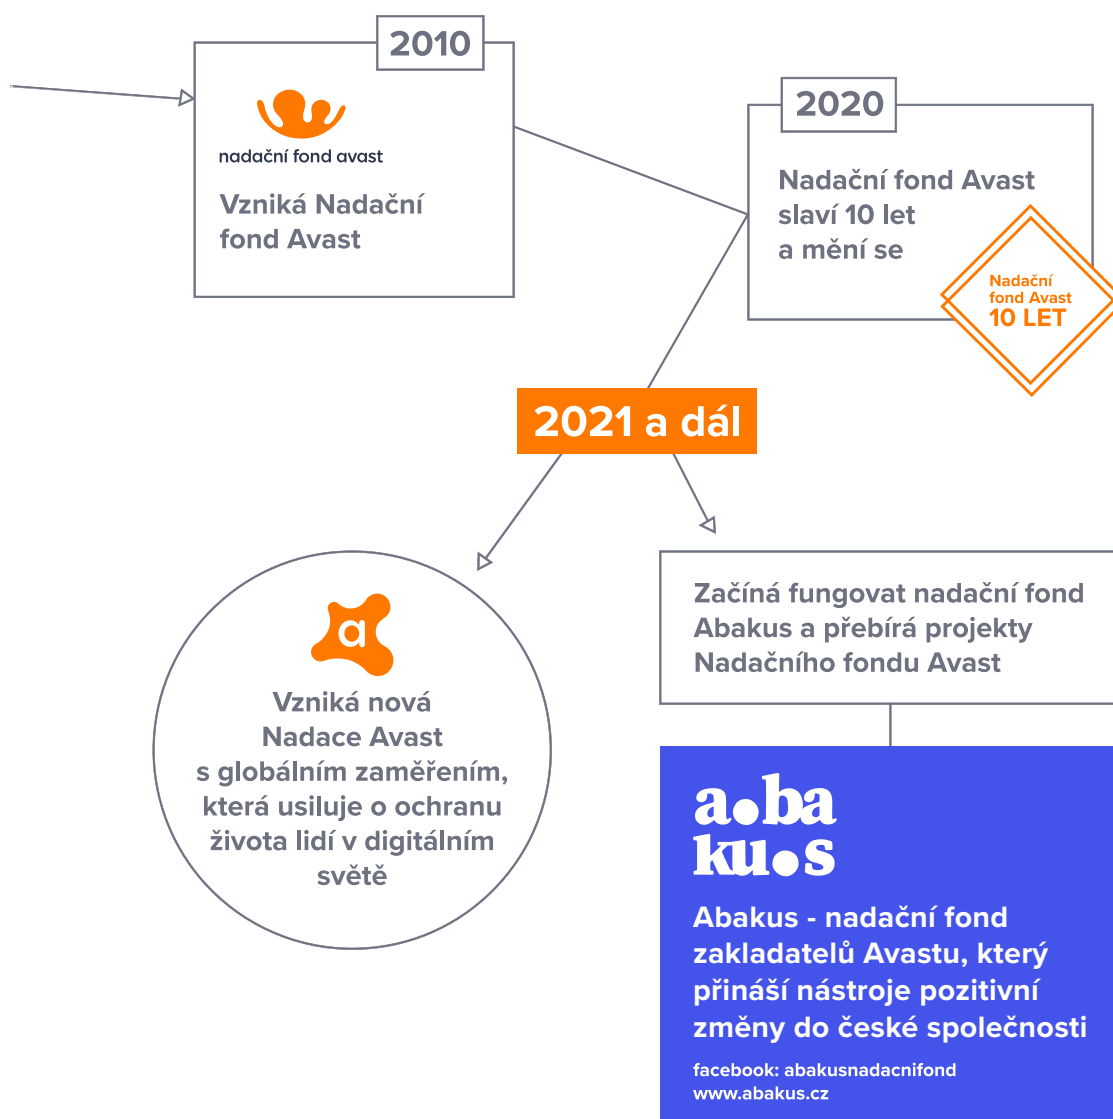 2010
nadační fond avast
Vzniká Nadační
fond Avast
2020
Nadační fond Avast
slaví 10 let
a mění se
Nadační
fond Avast
10 LET
2021 a dál
a
Vzniká nová
Nadace Avast
s globálním zaměřením,
která usiluje o ochranu
života lidí v digitálním
světě
Začíná fungovat nadační fond
Abakus a přebírá projekty
Nadačního fondu Avast
a•ba
ku•s
Abakus - nadační fond
zakladatelů Avastu, který
přináší nástroje pozitivní
změny do české společnosti
facebook: abakusnadacnifond
www.abakus.cz